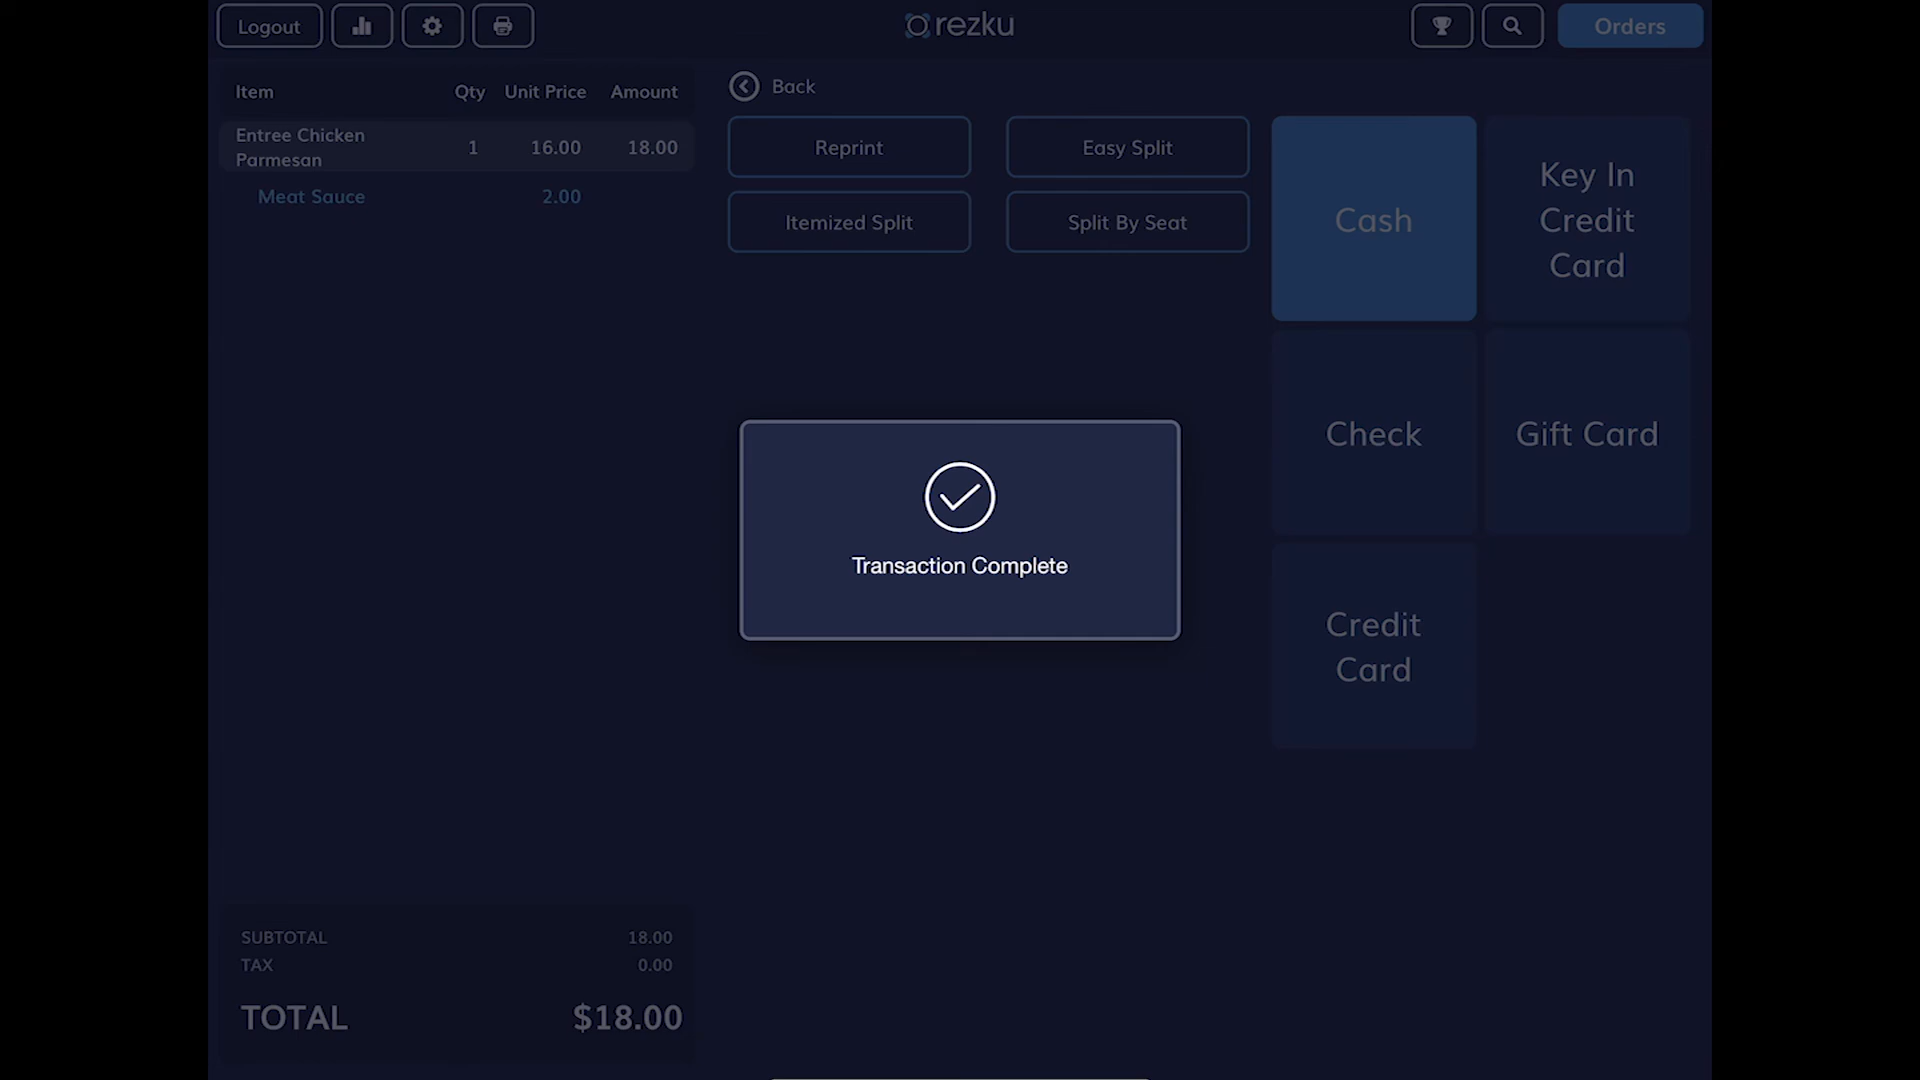 Logout
rezku
Orders
Item Qty Unit Price Amount
Entree Chicken
Parmesan 1 16.00 18.00
Meat Sauce 2.00
SUBTOTAL 18.00
TAX 0.00
TOTAL $18.00
Back
Reprint
Easy Split
Itemized Split
Split By Seat
Cash
Key In
Credit
Card
Check
Gift Card
Credit
Card
Transaction Complete